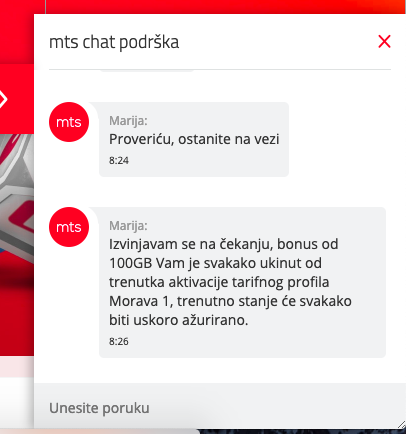 mts chat podrška
mts
Marija:
Proveriću, ostanite na vezi
8:24
mts
Marija:
Izvinjavam se na čekanju, bonus od
100GB Vam je svakako ukinut od
trenutka aktivacije tarifnog profila
Morava 1, trenutno stanje će svakako
biti uskoro ažurirano.
8:26
Unesite poruku